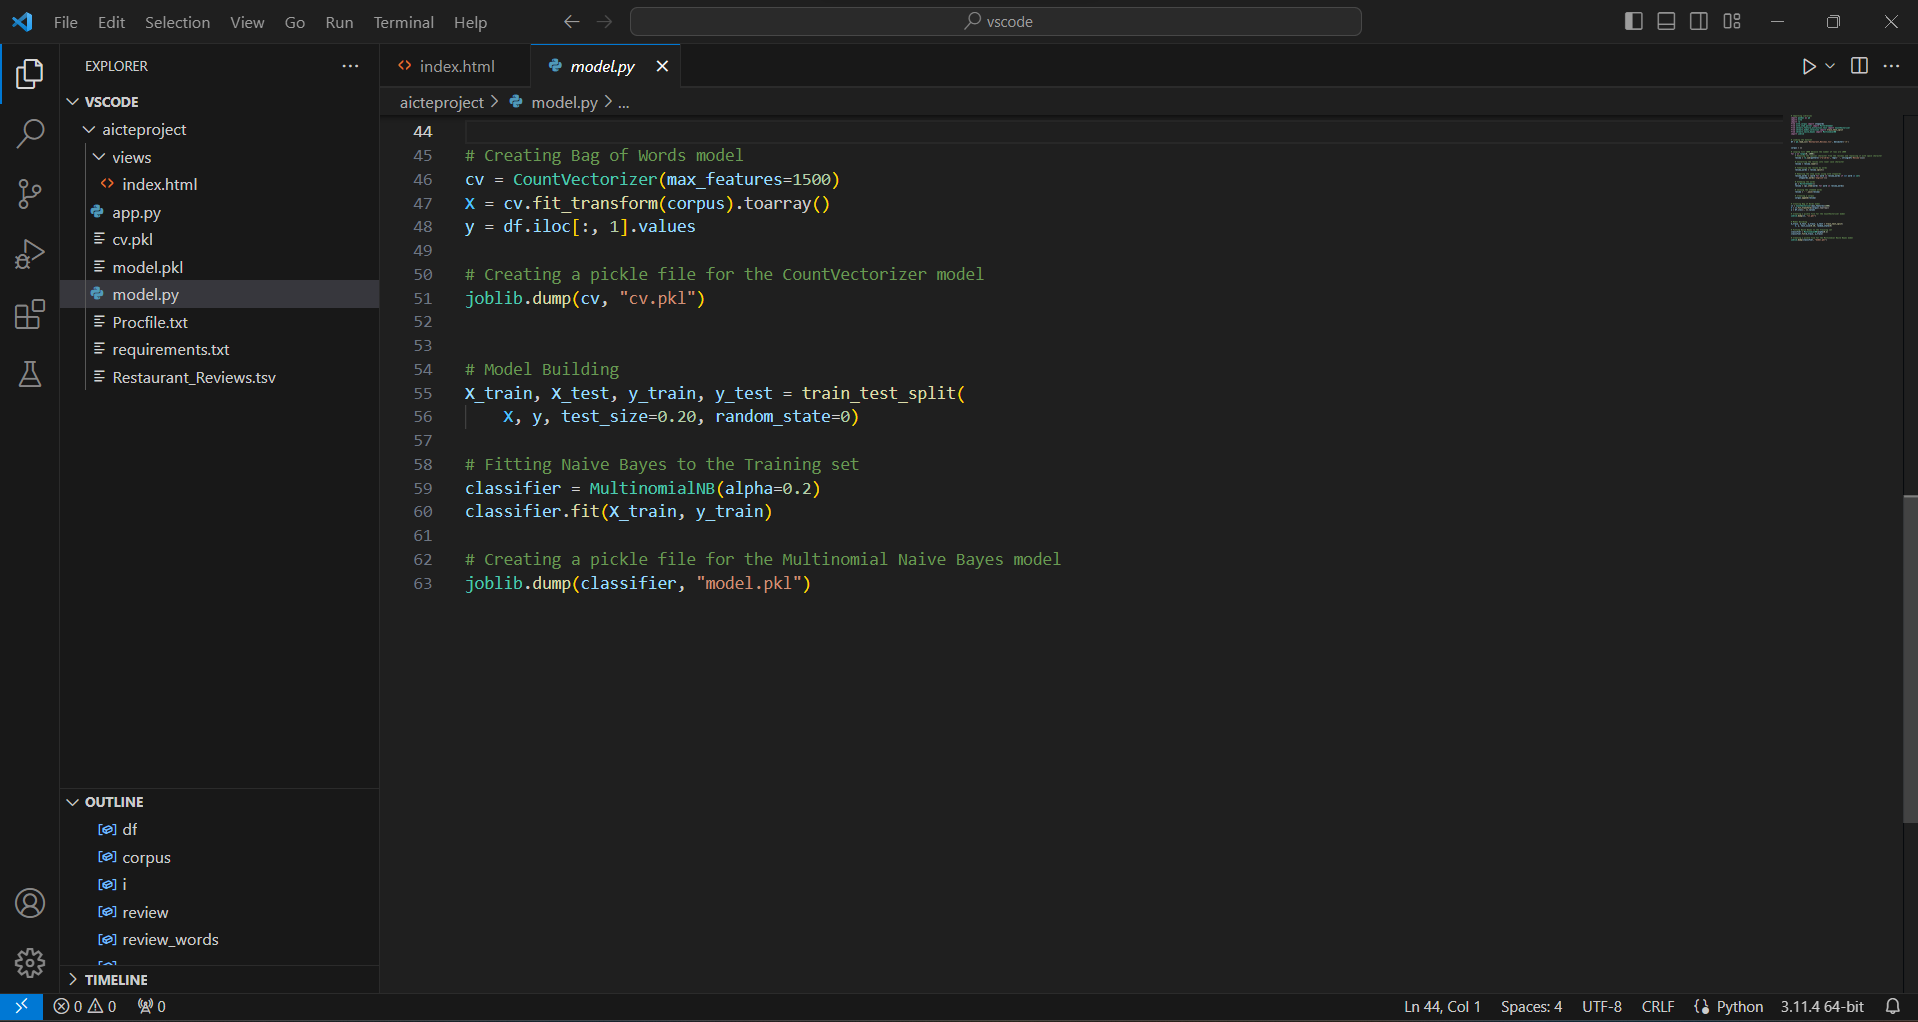 File Edit Selection View Go Run Terminal Help
vscode
EXPLORER
VSCODE
aicteproject
views
index.html
app.py
cv.pkl
model.pkl
model.py
Procfile.txt
requirements.txt
Restaurant_Reviews.tsv
OUTLINE
df
corpus
i
review
review_words
TIMELINE
index.html model.py
aicteproject > model.py > ...
44
45 # Creating Bag of Words model
46 cv = CountVectorizer(max_features=1500)
47 X = cv.fit_transform(corpus).toarray()
48 y = df.iloc[:, 1].values
49
50 # Creating a pickle file for the CountVectorizer model
51 joblib.dump(cv, "cv.pkl")
52
53
54 # Model Building
55 X_train, X_test, y_train, y_test = train_test_split(
56     X, y, test_size=0.20, random_state=0)
57
58 # Fitting Naive Bayes to the Training set
59 classifier = MultinomialNB(alpha=0.2)
60 classifier.fit(X_train, y_train)
61
62 # Creating a pickle file for the Multinomial Naive Bayes model
63 joblib.dump(classifier, "model.pkl")
0 0 0 Ln 44, Col 1 Spaces: 4 UTF-8 CRLF Python 3.11.4 64-bit